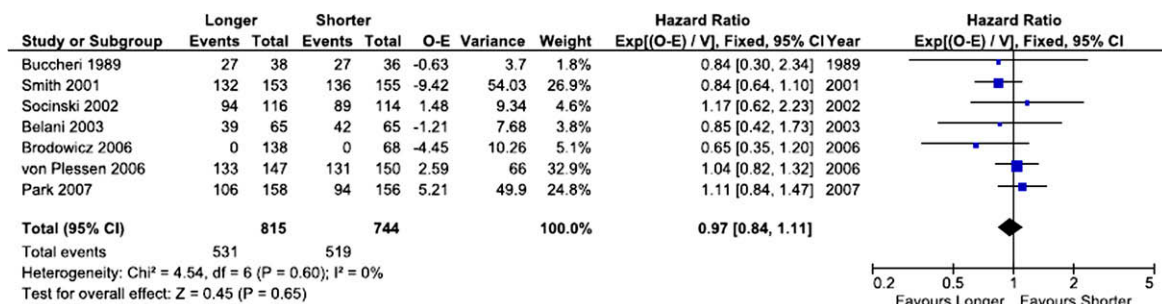 Longer Shorter Hazard Ratio Hazard Ratio
Study or Subgroup Events Total Events Total O-E Variance Weight Exp[(O-E) / V], Fixed, 95% CI Year Exp[(O-E) / V], Fixed, 95% CI
Buccheri 1989 27 38 27 36 -0.63 3.7 1.8% 0.84 [0.30, 2.34] 1989
Smith 2001 132 153 136 155 -9.42 54.03 26.9% 0.84 [0.64, 1.10] 2001
Socinski 2002 94 116 89 114 1.48 9.34 4.6% 1.17 [0.62, 2.23] 2002
Belani 2003 39 65 42 65 -1.21 7.68 3.8% 0.85 [0.42, 1.73] 2003
Brodowicz 2006 0 138 0 68 -4.45 10.26 5.1% 0.65 [0.35, 1.20] 2006
von Plessen 2006 133 147 131 150 2.59 66 32.9% 1.04 [0.82, 1.32] 2006
Park 2007 106 158 94 156 5.21 49.9 24.8% 1.11 [0.84, 1.47] 2007
Total (95% CI) 815 744 100.0% 0.97 [0.84, 1.11]
Total events 531 519
Heterogeneity: Chi² = 4.54, df = 6 (P = 0.60); I² = 0%
Test for overall effect: Z = 0.45 (P = 0.65)
0.2 0.5 1 2 5
Favours Longer Favours Shorter